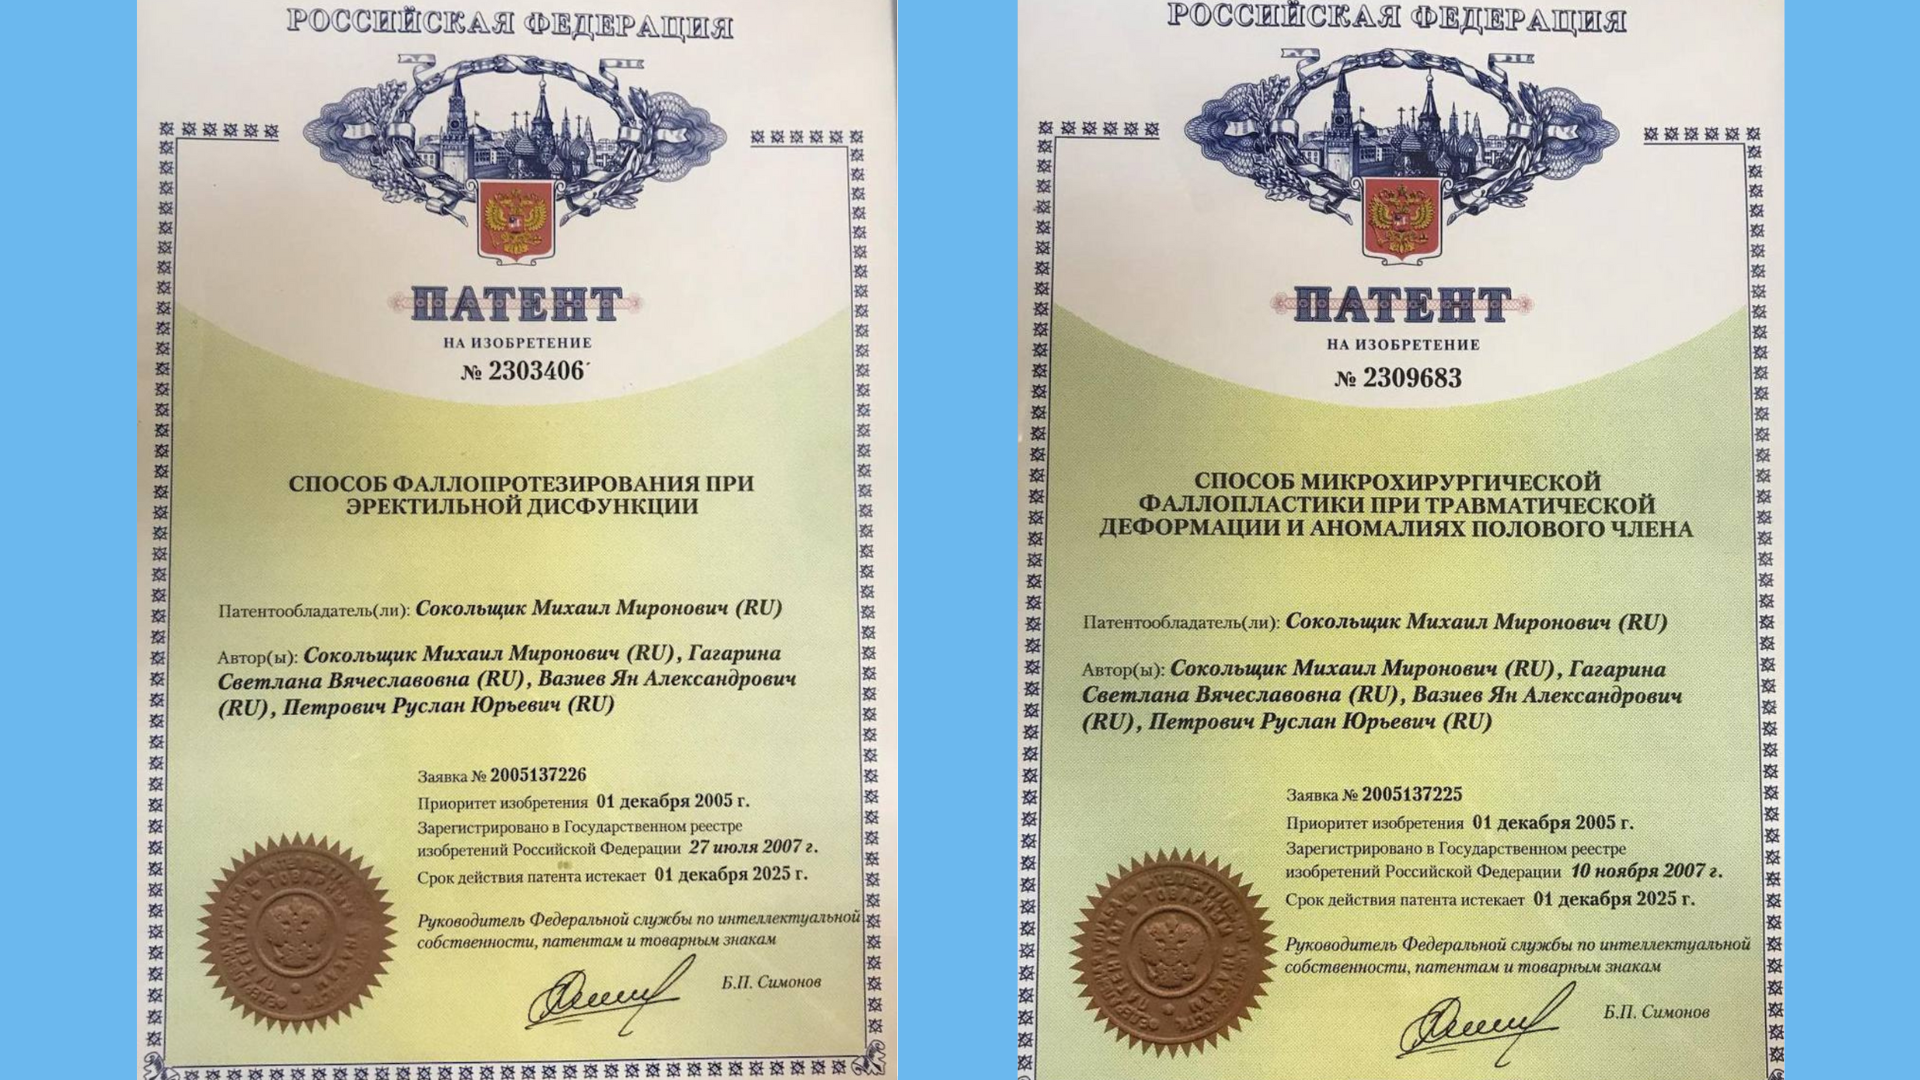 РОССИЙСКАЯ ФЕДЕРАЦИЯ
ПАТЕНТ
НА ИЗОБРЕТЕНИЕ
№ 2303406
СПОСОБ ФАЛЛОПРОТЕЗИРОВАНИЯ ПРИ
ЭРЕКТИЛЬНОЙ ДИСФУНКЦИИ
Патентообладатель(ли): Сокольщик Михаил Миронович (RU)
Автор(ы): Сокольщик Михаил Миронович (RU), Гагарина
Светлана Вячеславовна (RU), Вазиев Ян Александрович
(RU), Петрович Руслан Юрьевич (RU)
Заявка № 2005137226
Приоритет изобретения 01 декабря 2005 г.
Зарегистрировано в Государственном реестре
изобретений Российской Федерации 27 июля 2007 г.
Срок действия патента истекает 01 декабря 2025 г.
Руководитель Федеральной службы по интеллектуальной
собственности, патентам и товарным знакам
Б.П. Симонов
РОССИЙСКАЯ ФЕДЕРАЦИЯ
ПАТЕНТ
НА ИЗОБРЕТЕНИЕ
№ 2309683
СПОСОБ МИКРОХИРУРГИЧЕСКОЙ
ФАЛЛОПЛАСТИКИ ПРИ ТРАВМАТИЧЕСКОЙ
ДЕФОРМАЦИИ И АНОМАЛИЯХ ПОЛОВОГО ЧЛЕНА
Патентообладатель(ли): Сокольщик Михаил Миронович (RU)
Автор(ы): Сокольщик Михаил Миронович (RU), Гагарина
Светлана Вячеславовна (RU), Вазиев Ян Александрович
(RU), Петрович Руслан Юрьевич (RU)
Заявка № 2005137225
Приоритет изобретения 01 декабря 2005 г.
Зарегистрировано в Государственном реестре
изобретений Российской Федерации 10 ноября 2007 г.
Срок действия патента истекает 01 декабря 2025 г.
Руководитель Федеральной службы по интеллектуальной
собственности, патентам и товарным знакам
Б.П. Симонов